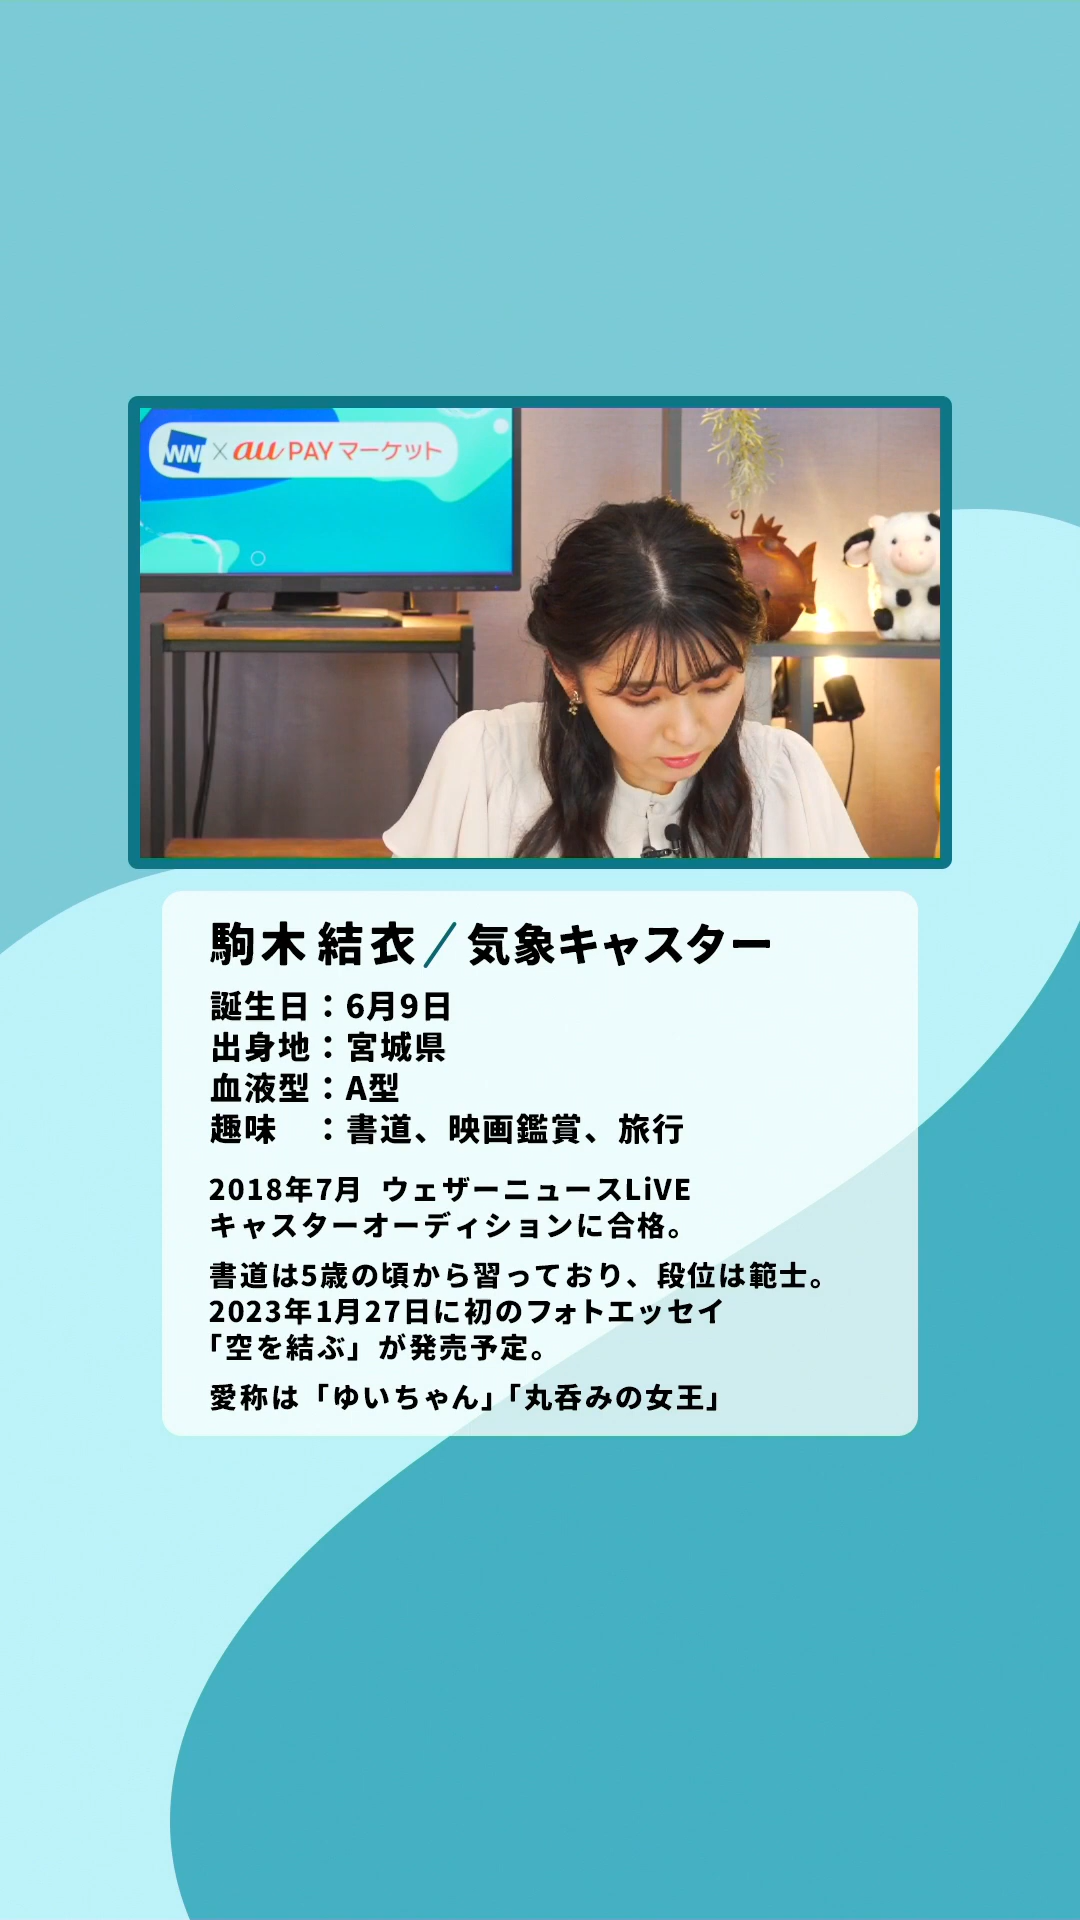 WNI × au PAY マーケット
駒木 結衣／気象キャスター
誕生日：6月9日
出身地：宮城県
血液型：A型
趣味　：書道、映画鑑賞、旅行
2018年7月 ウェザーニュースLiVE
キャスターオーディションに合格。
書道は5歳の頃から習っており、段位は範士。
2023年1月27日に初のフォトエッセイ
「空を結ぶ」が発売予定。
愛称は「ゆいちゃん」「丸呑みの女王」